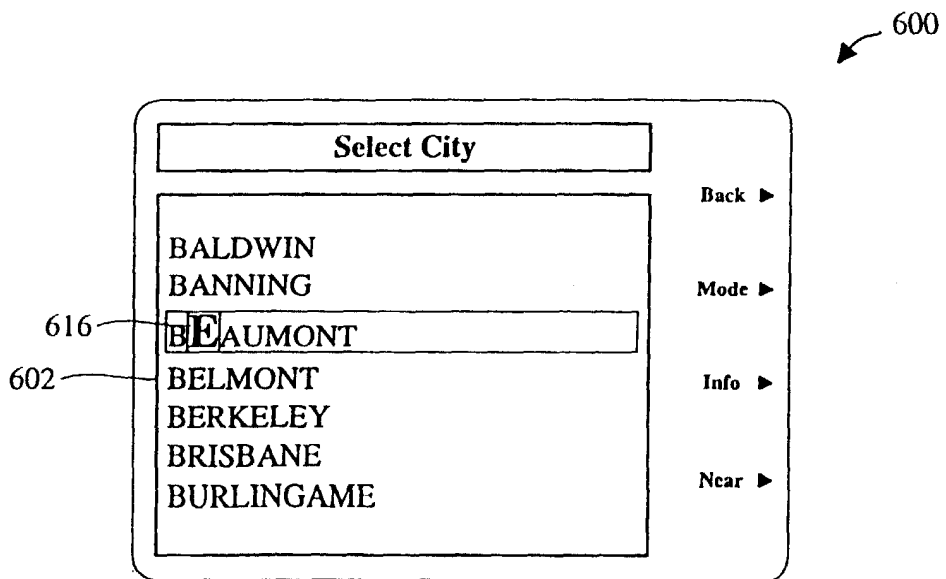 600
Select City
Back ▶
BALDWIN
BANNING
Mode ▶
616
BEAUMONT
602
BELMONT
Info ▶
BERKELEY
BRISBANE
Near ▶
BURLINGAME